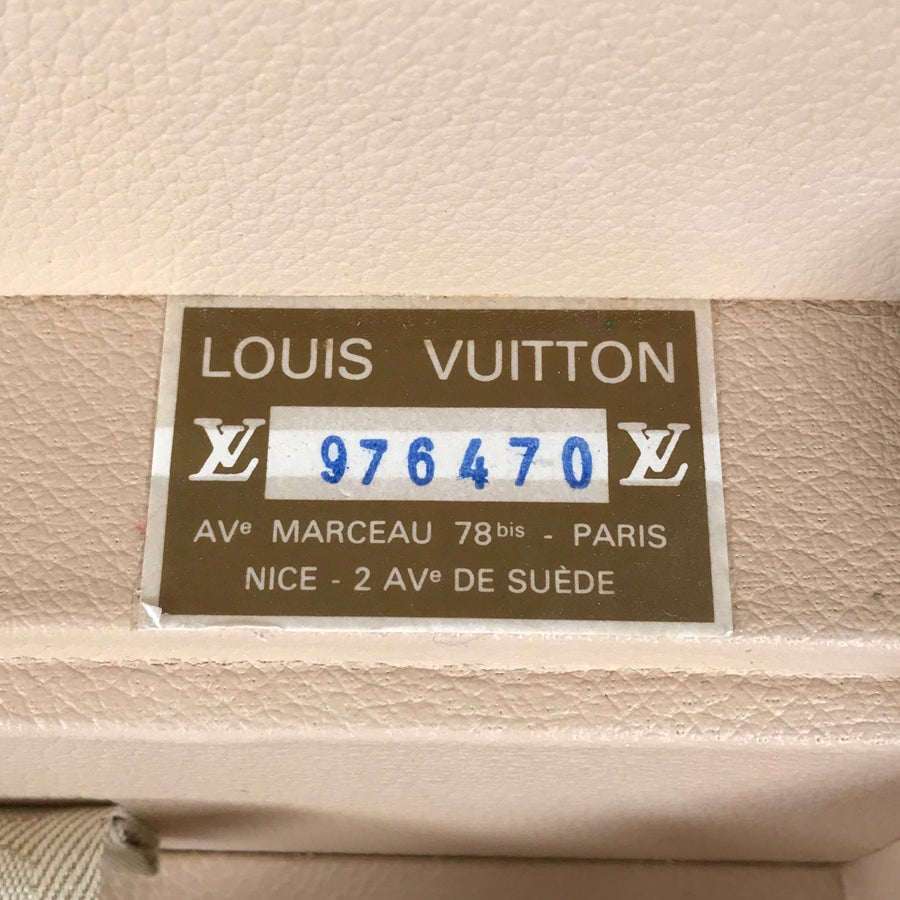 LOUIS VUITTON
LV 976470 LV
AVe MARCEAU 78bis - PARIS
NICE - 2 AVe DE SUÈDE